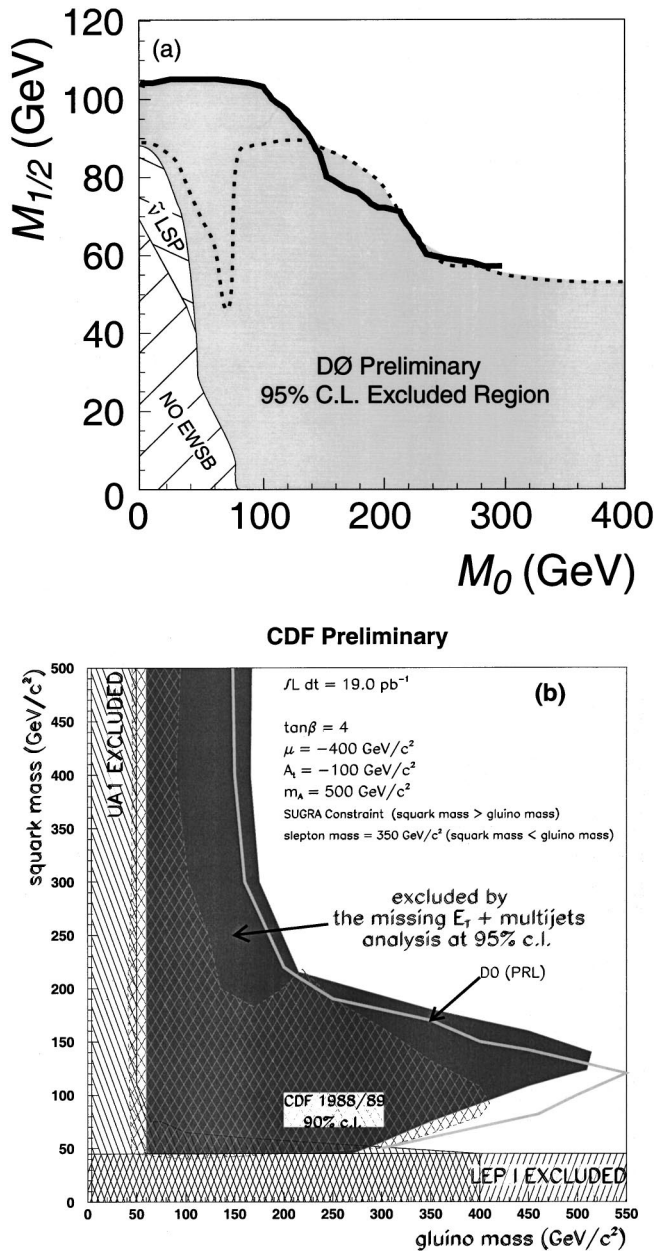 (a)
M1/2 (GeV)
120
100
80
60
40
20
0
ν̃ LSP
NO EWSB
DØ Preliminary
95% C.L. Excluded Region
0 100 200 300 400
M0 (GeV)
CDF Preliminary
(b)
squark mass (GeV/c²)
500
450
400
350
300
250
200
150
100
50
0
UA1 EXCLUDED
∫L dt = 19.0 pb⁻¹
tanβ = 4
μ = −400 GeV/c²
At = −100 GeV/c²
mA = 500 GeV/c²
SUGRA Constraint (squark mass > gluino mass)
slepton mass = 350 GeV/c² (squark mass < gluino mass)
excluded by
the missing ET + multijets
analysis at 95% c.l.
D0 (PRL)
CDF 1988/89
90% c.l.
LEP I EXCLUDED
0 50 100 150 200 250 300 350 400 450 500 550
gluino mass (GeV/c²)